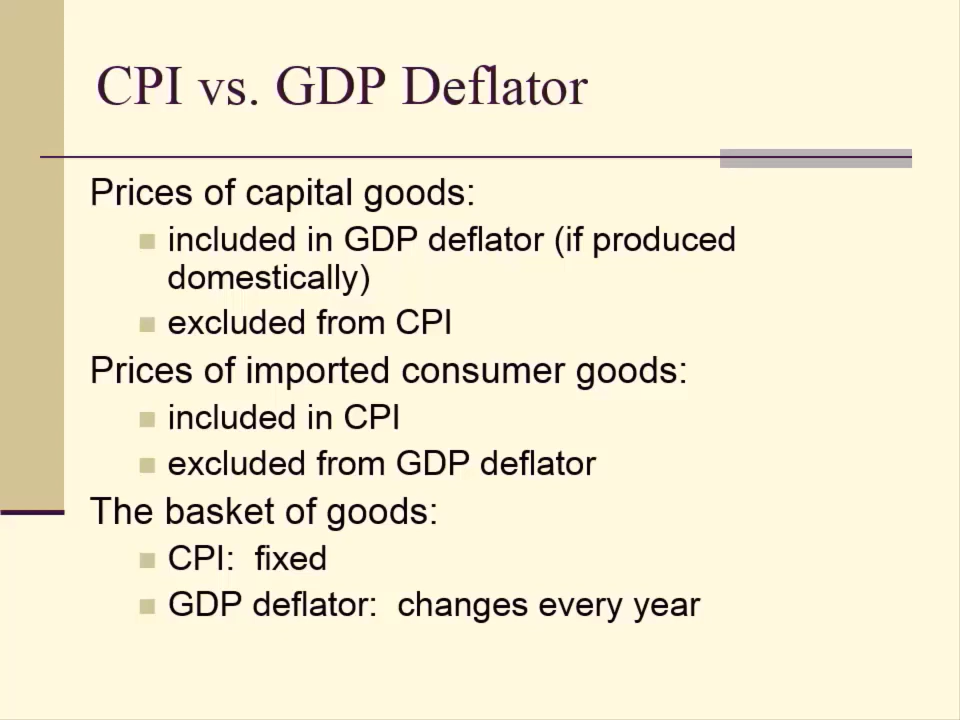 CPI vs. GDP Deflator
Prices of capital goods:
included in GDP deflator (if produced
domestically)
excluded from CPI
Prices of imported consumer goods:
included in CPI
excluded from GDP deflator
The basket of goods:
CPI:  fixed
GDP deflator:  changes every year